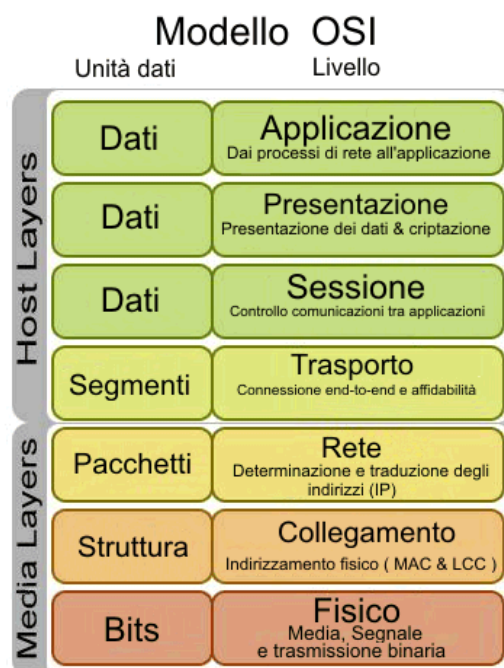 Modello OSI
Unità dati
Livello
Host Layers
Dati
Applicazione
Dai processi di rete all'applicazione
Dati
Presentazione
Presentazione dei dati & criptazione
Dati
Sessione
Controllo comunicazioni tra applicazioni
Segmenti
Trasporto
Connessione end-to-end e affidabilità
Media Layers
Pacchetti
Rete
Determinazione e traduzione degli
indirizzi (IP)
Struttura
Collegamento
Indirizzamento fisico ( MAC & LCC )
Bits
Fisico
Media, Segnale
e trasmissione binaria